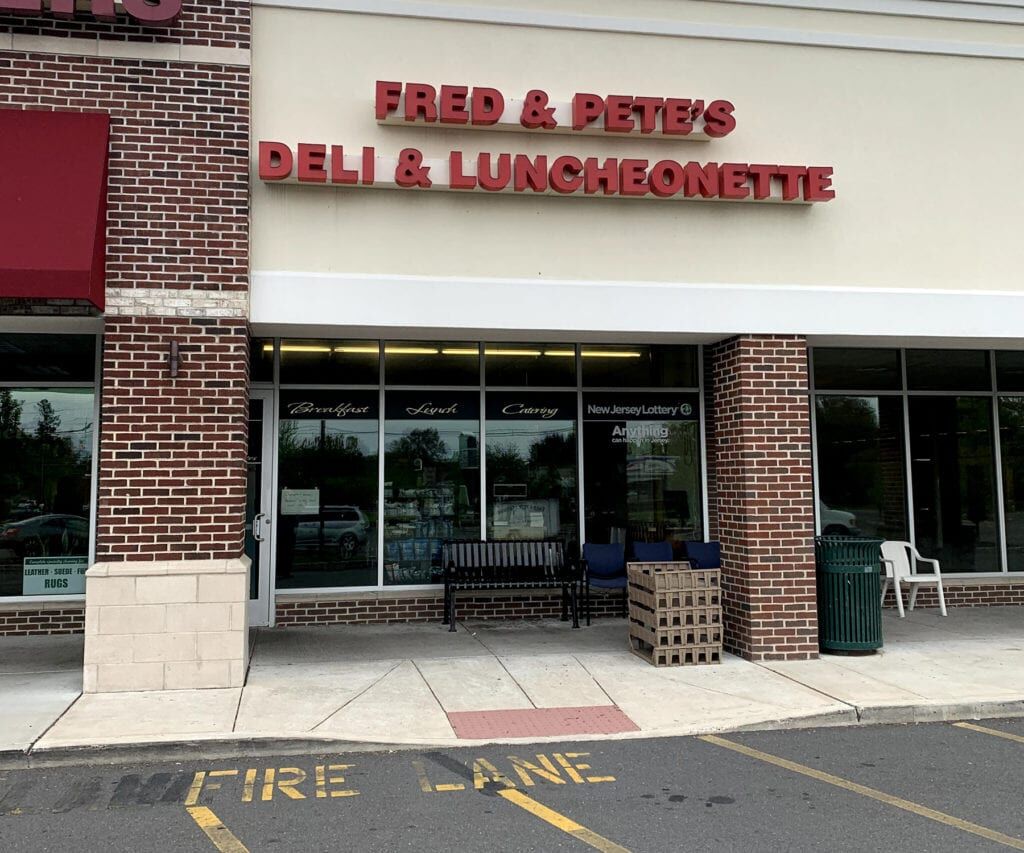 FRED & PETE'S
DELI & LUNCHEONETTE
Breakfast
Lunch
Catering
New Jersey Lottery
Anything
can happen in Jersey.
LEATHER - SUEDE - FUR
RUGS
FIRE LANE